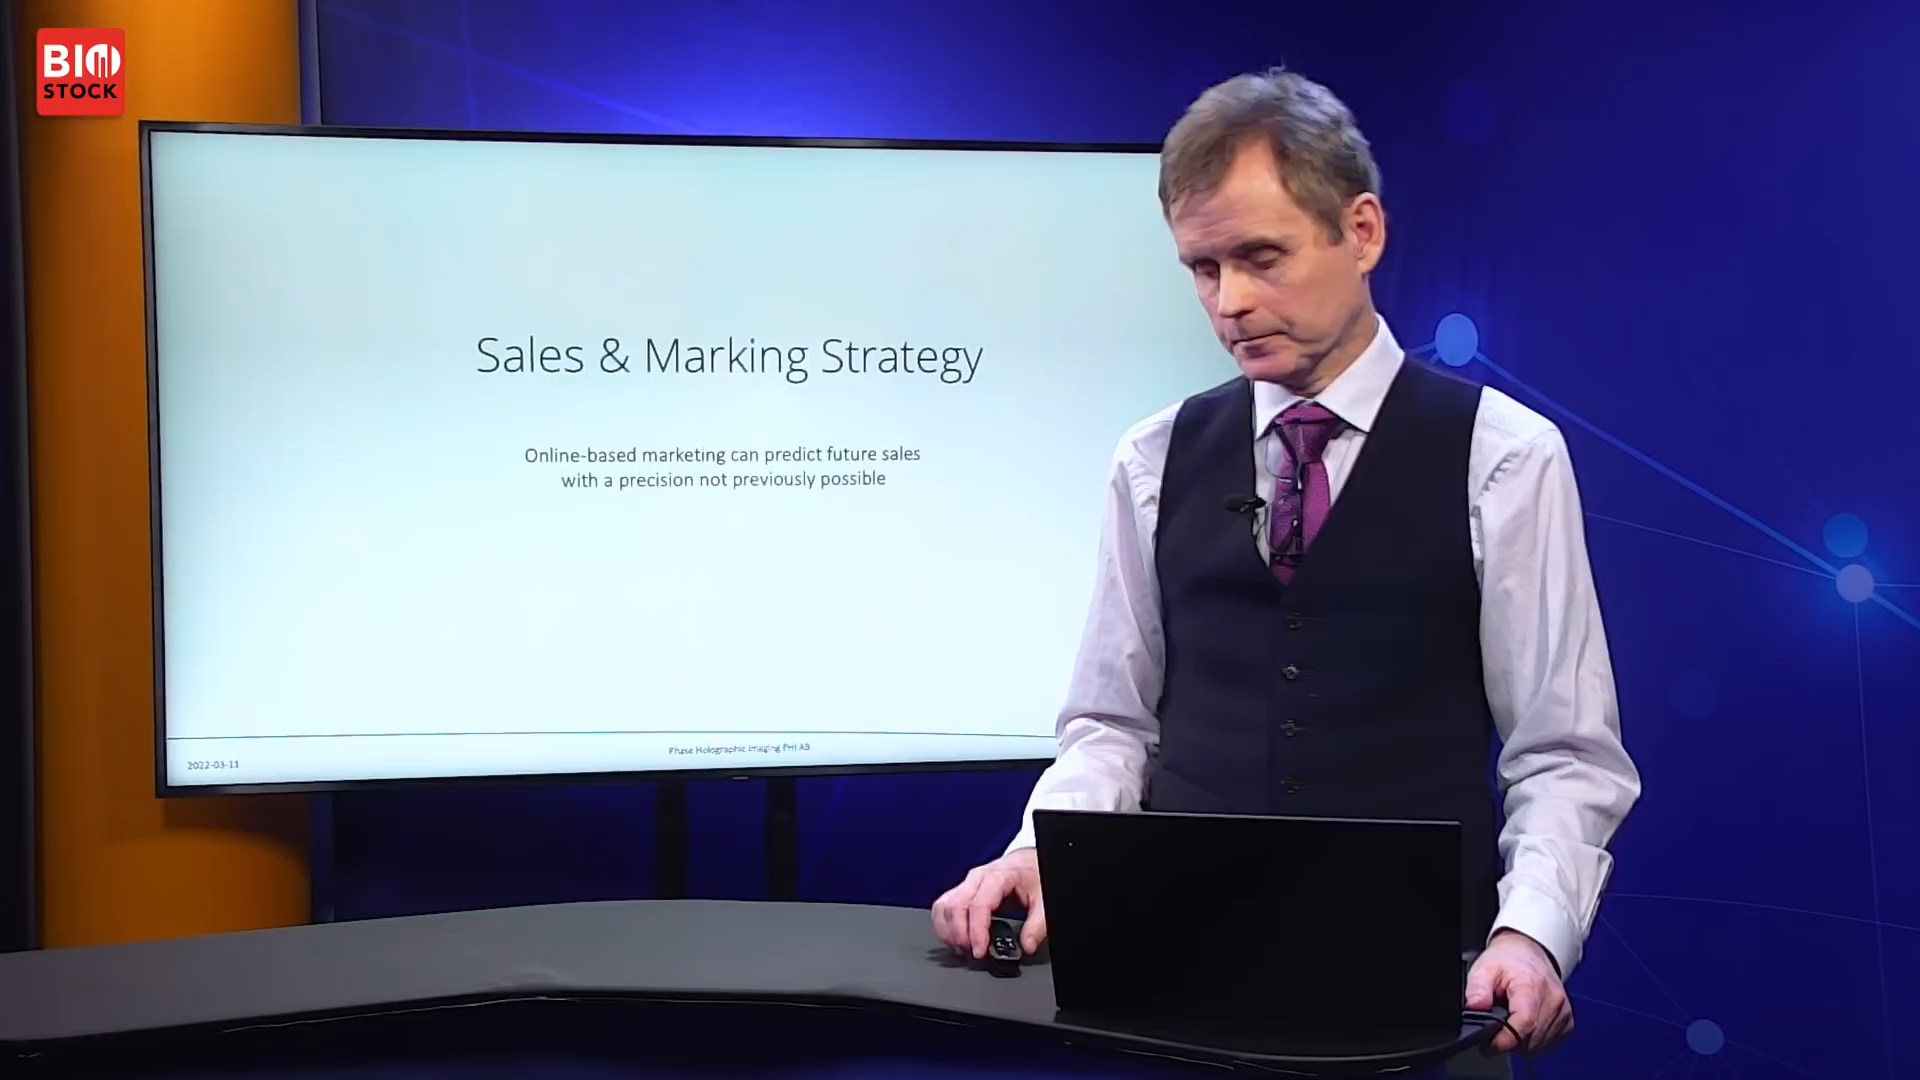 BIO
STOCK
Sales & Marking Strategy
Online-based marketing can predict future sales
with a precision not previously possible
Phase Holographic Imaging PHI AB
2022-03-11